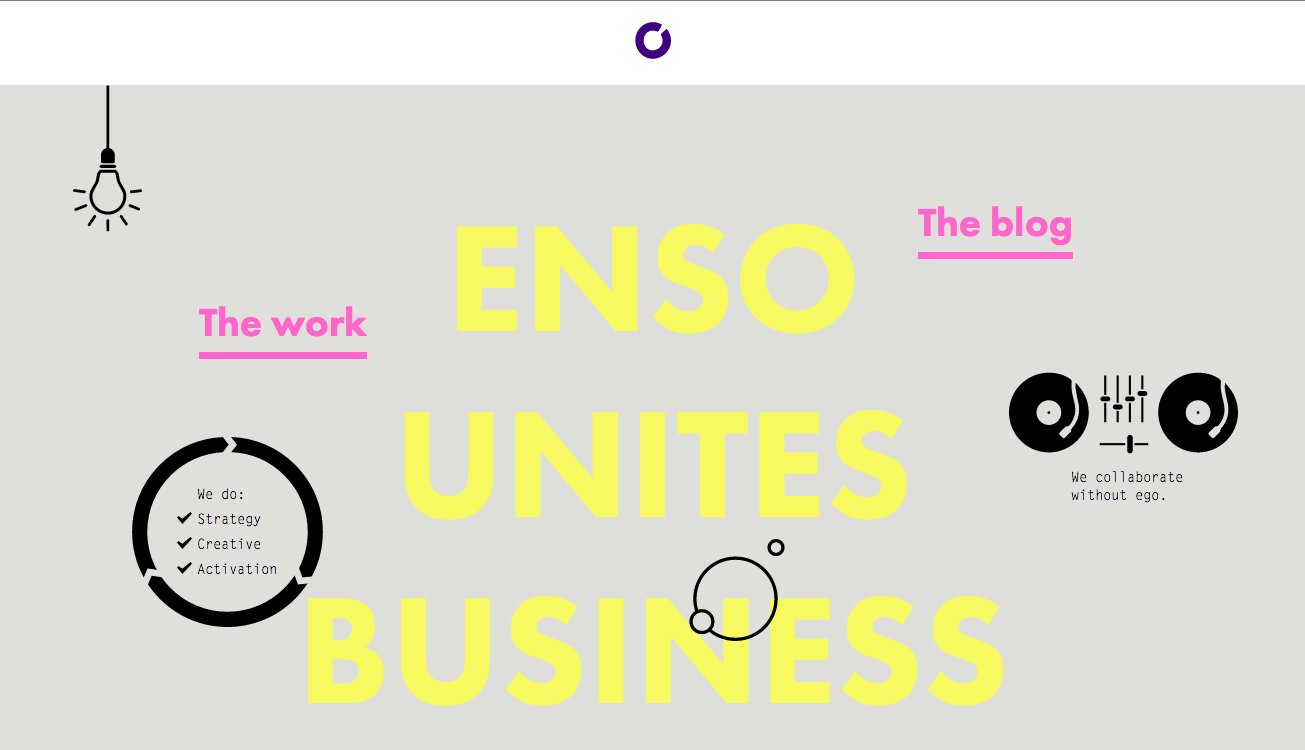 The blog
ENSO
The work
UNITES
We collaborate
without ego.
We do:
Strategy
Creative
Activation
BUSINESS